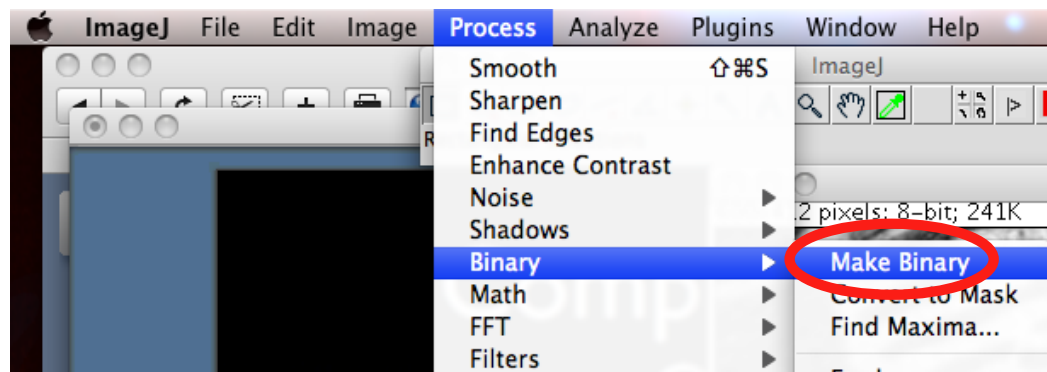 ImageJ File Edit Image Process Analyze Plugins Window Help
Smooth ⇧⌘S
ImageJ
Sharpen
Find Edges
Enhance Contrast
Noise
2 pixels; 8-bit; 241K
Shadows
Binary
Make Binary
Math
Convert to Mask
FFT
Find Maxima...
Filters